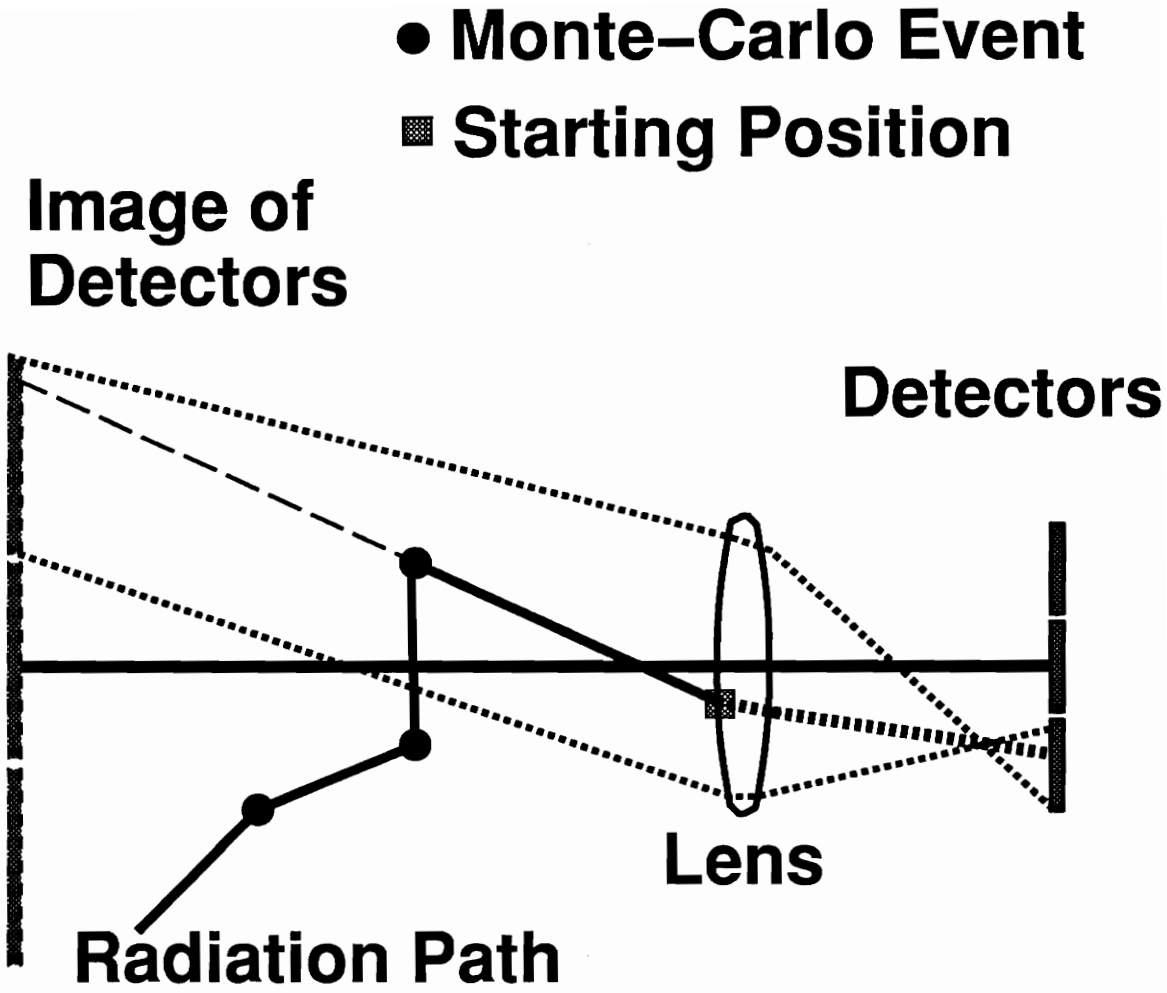 Monte–Carlo Event
Starting Position
Image of
Detectors
Detectors
Lens
Radiation Path